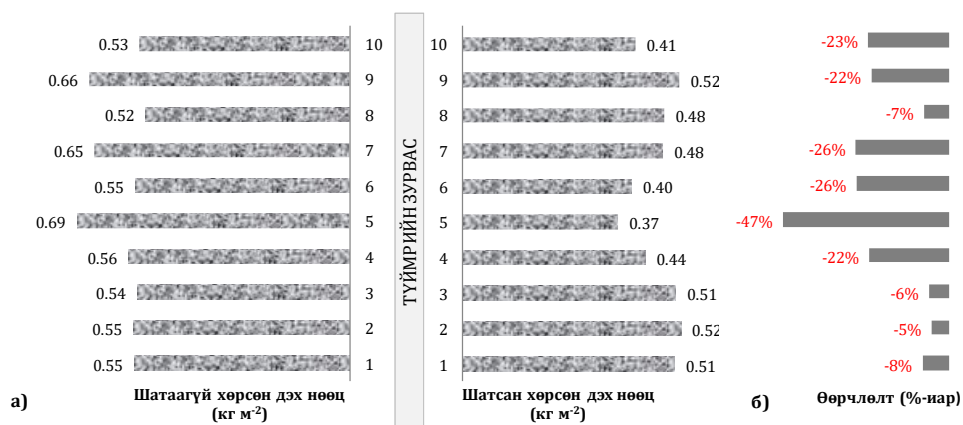 0.53 10 10 0.41 -23%
0.66 9 9 0.52 -22%
0.52 8 8 0.48 -7%
0.65 7 7 0.48 -26%
0.55 6 6 0.40 -26%
0.69 5 5 0.37 -47%
0.56 4 4 0.44 -22%
0.54 3 3 0.51 -6%
0.55 2 2 0.52 -5%
0.55 1 1 0.51 -8%
ТҮЙМРИЙН ЗУРВАС
а) Шатаагүй хөрсөн дэх нөөц
(кг м-2)
Шатсан хөрсөн дэх нөөц
(кг м-2)
б) Өөрчлөлт (%-иар)